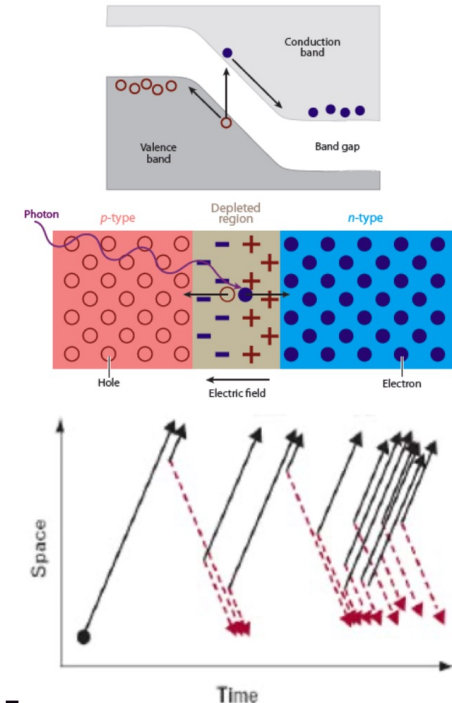 Conduction
band
Valence
band
Band gap
Photon
p-type
Depleted
region
n-type
Hole
Electric field
Electron
Space
Time